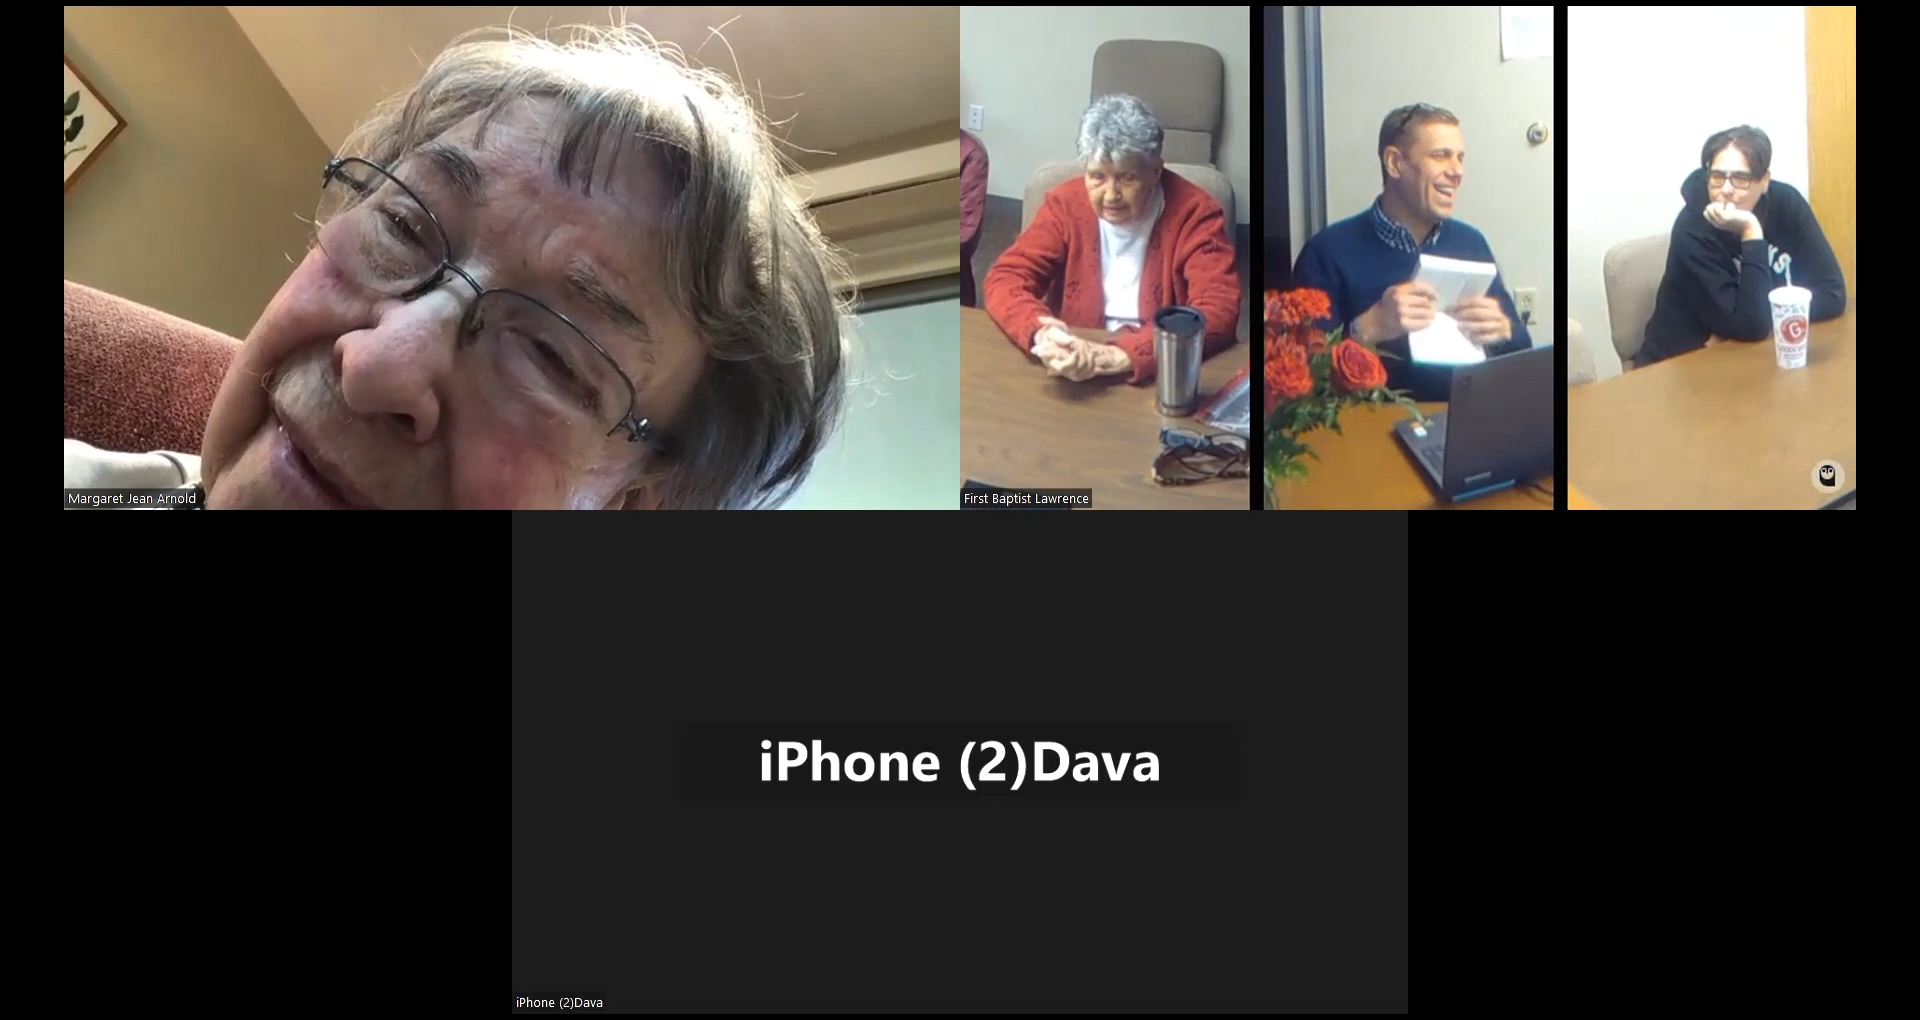 Margaret Jean Arnold
First Baptist Lawrence
G
iPhone (2)Dava
iPhone (2)Dava